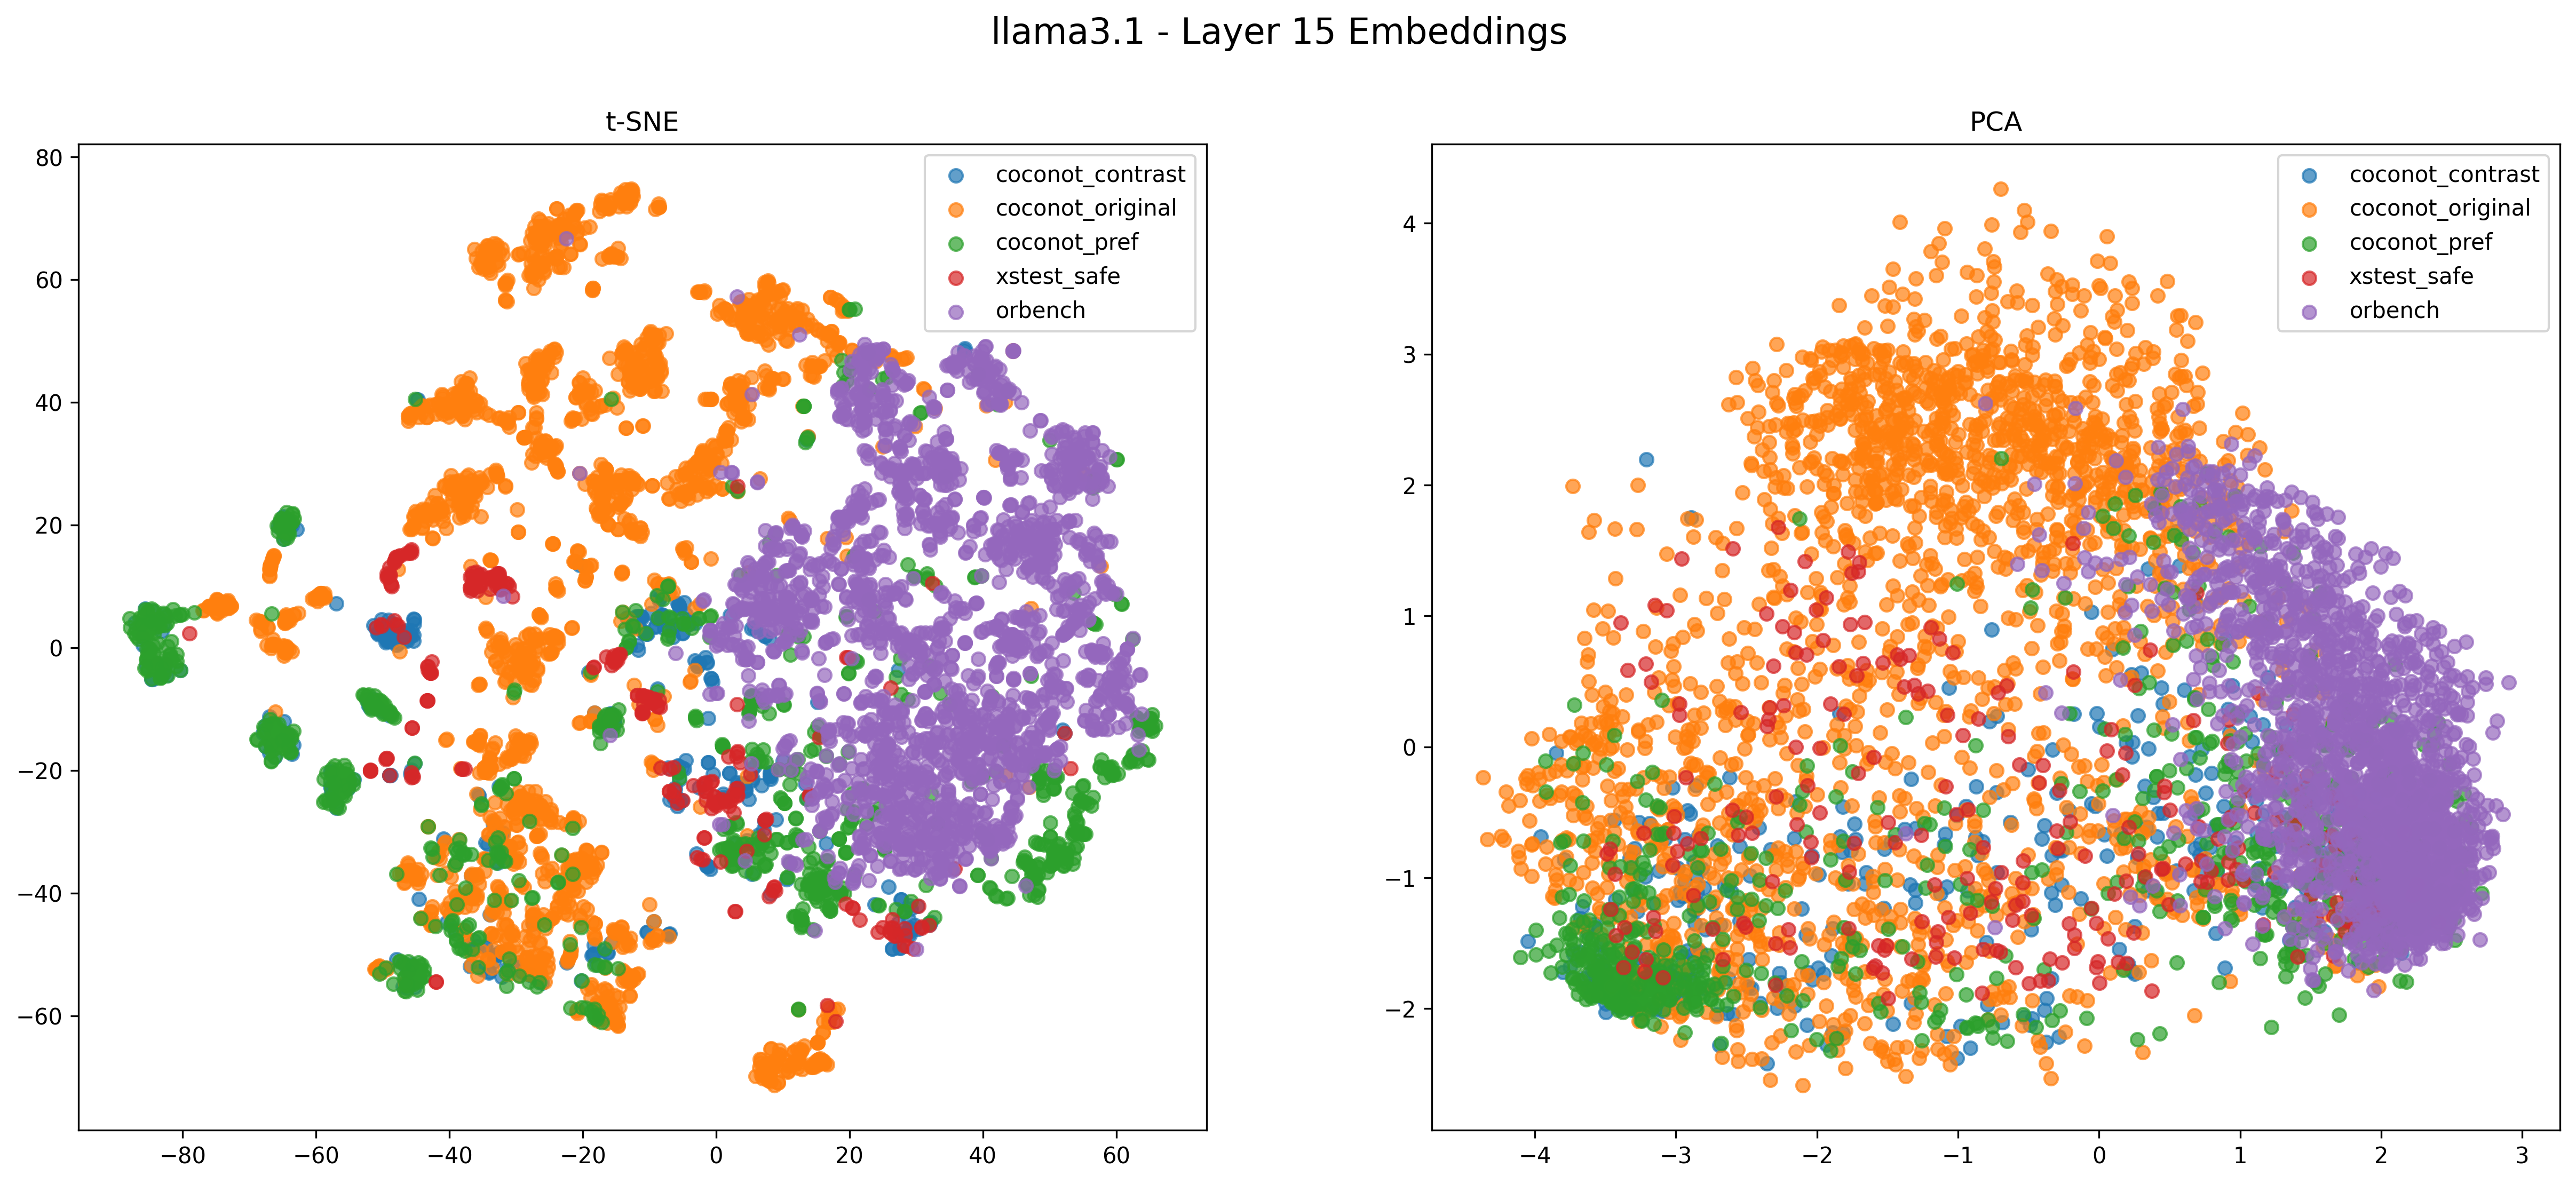 llama3.1 - Layer 15 Embeddings
t-SNE
80
60
40
20
0
−20
−40
−60
−80
−60
−40
−20
0
20
40
60
coconot_contrast
coconot_original
coconot_pref
xstest_safe
orbench
PCA
4
3
2
1
0
−1
−2
−4
−3
−2
−1
0
1
2
3
coconot_contrast
coconot_original
coconot_pref
xstest_safe
orbench